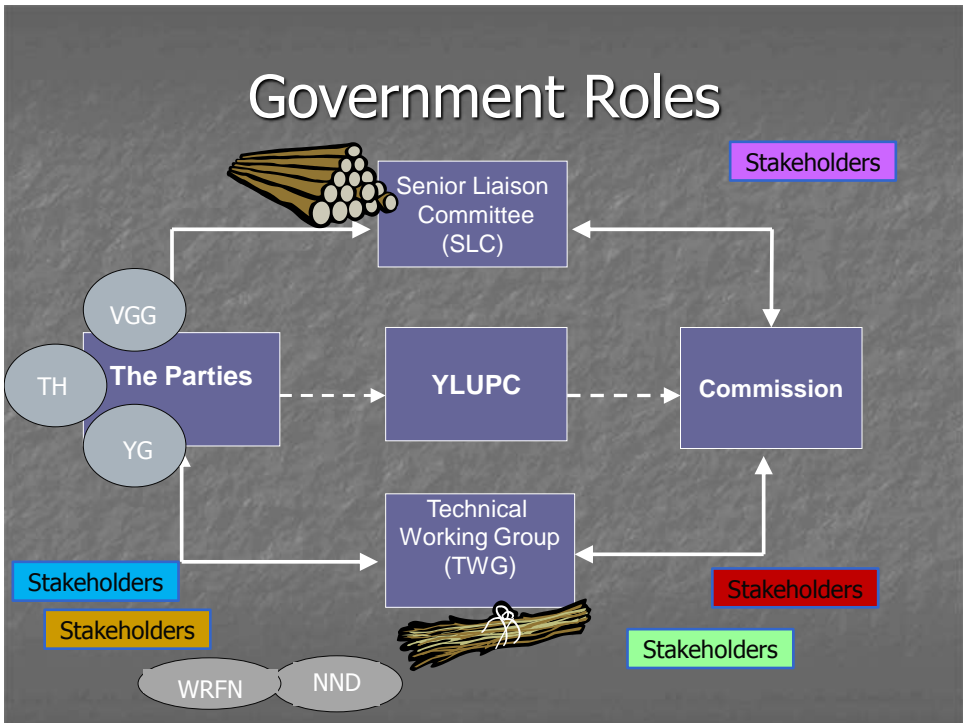 Government Roles
Stakeholders
Senior Liaison
Committee
(SLC)
VGG
TH
The Parties
YG
YLUPC
Commission
Technical
Working Group
(TWG)
Stakeholders
Stakeholders
Stakeholders
Stakeholders
WRFN
NND